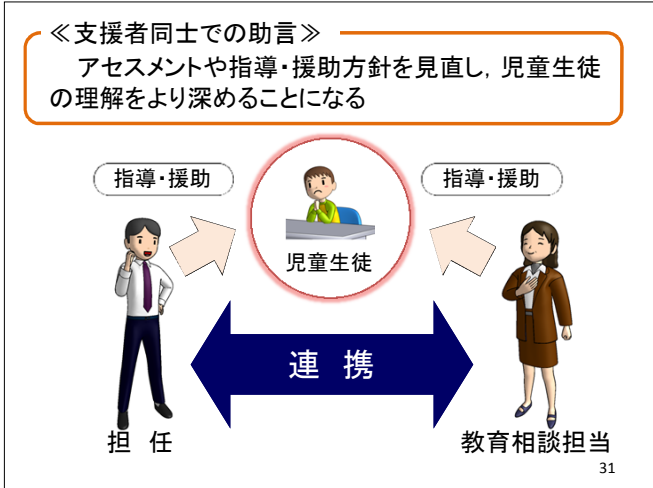 ≪支援者同士での助言≫
アセスメントや指導・援助方針を見直し，児童生徒
の理解をより深めることになる
指導・援助
指導・援助
児童生徒
連 携
担 任
教育相談担当
31